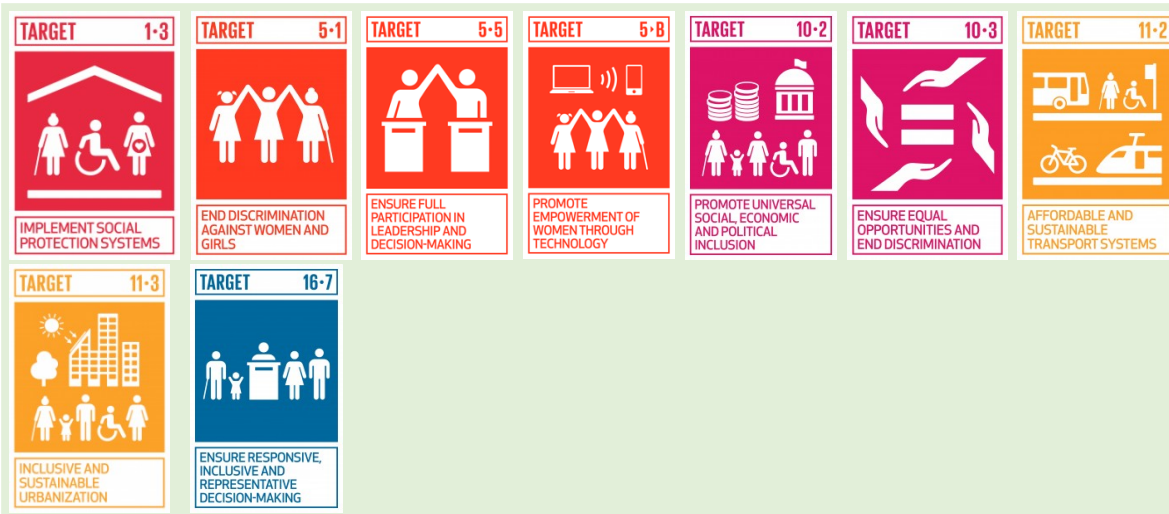 TARGET 1·3
IMPLEMENT SOCIAL
PROTECTION SYSTEMS
TARGET 5·1
END DISCRIMINATION
AGAINST WOMEN AND
GIRLS
TARGET 5·5
ENSURE FULL
PARTICIPATION IN
LEADERSHIP AND
DECISION-MAKING
TARGET 5·B
PROMOTE
EMPOWERMENT OF
WOMEN THROUGH
TECHNOLOGY
TARGET 10·2
PROMOTE UNIVERSAL
SOCIAL, ECONOMIC
AND POLITICAL
INCLUSION
TARGET 10·3
ENSURE EQUAL
OPPORTUNITIES AND
END DISCRIMINATION
TARGET 11·2
AFFORDABLE AND
SUSTAINABLE
TRANSPORT SYSTEMS
TARGET 11·3
INCLUSIVE AND
SUSTAINABLE
URBANIZATION
TARGET 16·7
ENSURE RESPONSIVE,
INCLUSIVE AND
REPRESENTATIVE
DECISION-MAKING